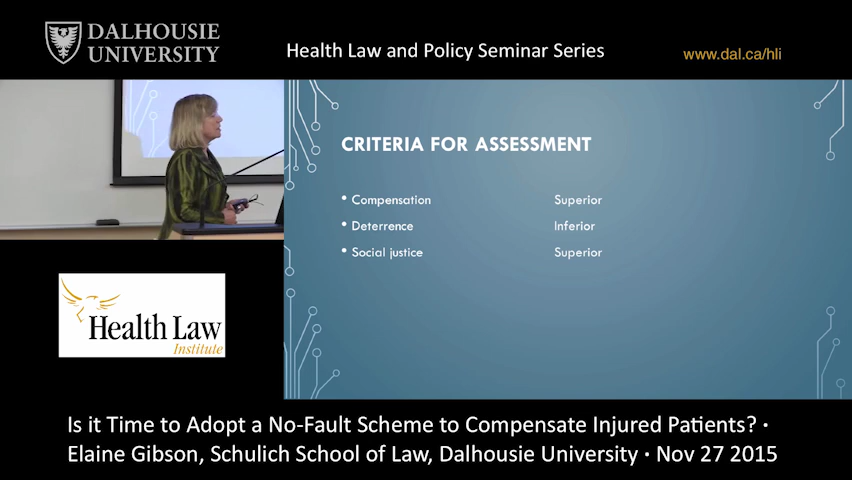 DALHOUSIE
UNIVERSITY
Health Law and Policy Seminar Series
www.dal.ca/hli
CRITERIA FOR ASSESSMENT
• Compensation Superior
• Deterrence Inferior
• Social justice Superior
Health Law
Institute
Is it Time to Adopt a No-Fault Scheme to Compensate Injured Patients? ·
Elaine Gibson, Schulich School of Law, Dalhousie University · Nov 27 2015